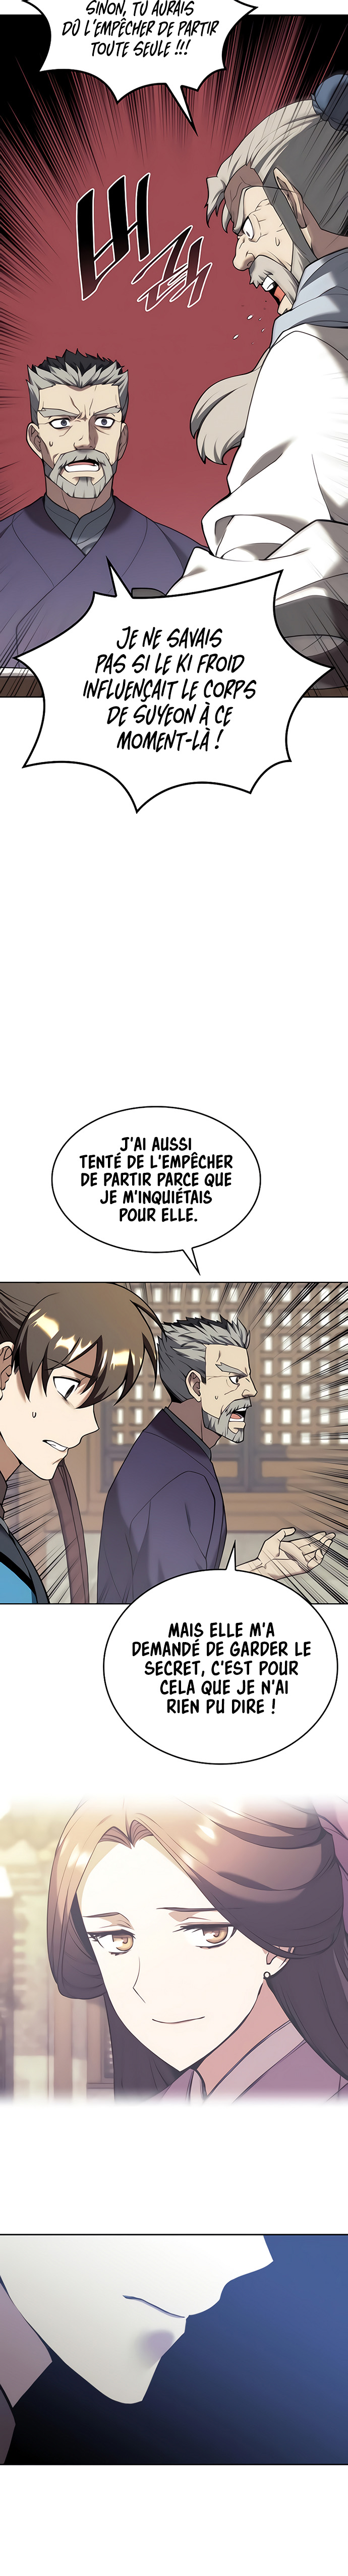 SINON, TU AURAIS
DÛ L'EMPÊCHER DE PARTIR
TOUTE SEULE !!!
버럭
JE NE SAVAIS
PAS SI LE KI FROID
INFLUENÇAIT LE CORPS
DE SUYEON À CE
MOMENT-LÀ !
J'AI AUSSI
TENTÉ DE L'EMPÊCHER
DE PARTIR PARCE QUE
JE M'INQUIÉTAIS
POUR ELLE.
MAIS ELLE M'A
DEMANDÉ DE GARDER LE
SECRET, C'EST POUR
CELA QUE JE N'AI
RIEN PU DIRE !